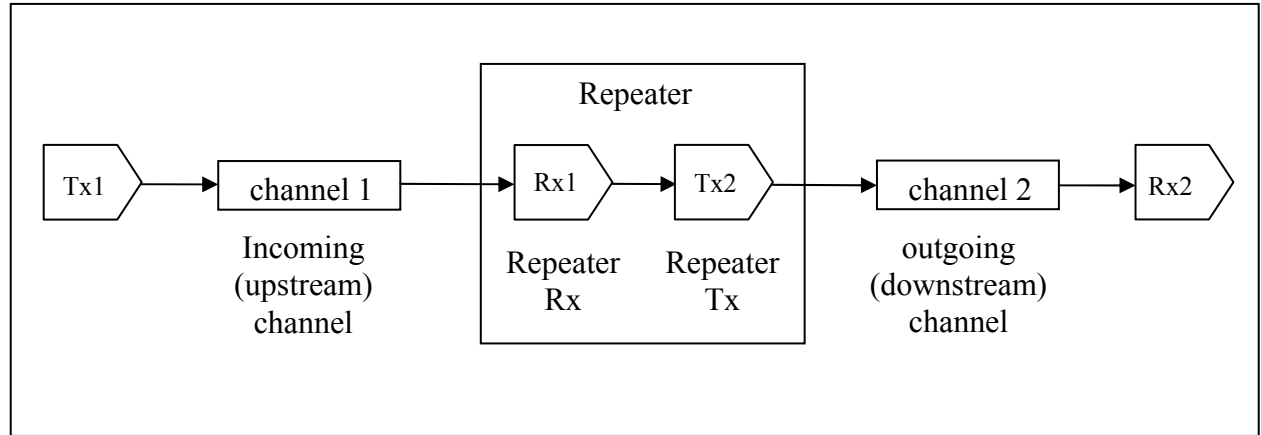 Repeater
Tx1
channel 1
Rx1
Tx2
channel 2
Rx2
Incoming
(upstream)
channel
Repeater
Rx
Repeater
Tx
outgoing
(downstream)
channel